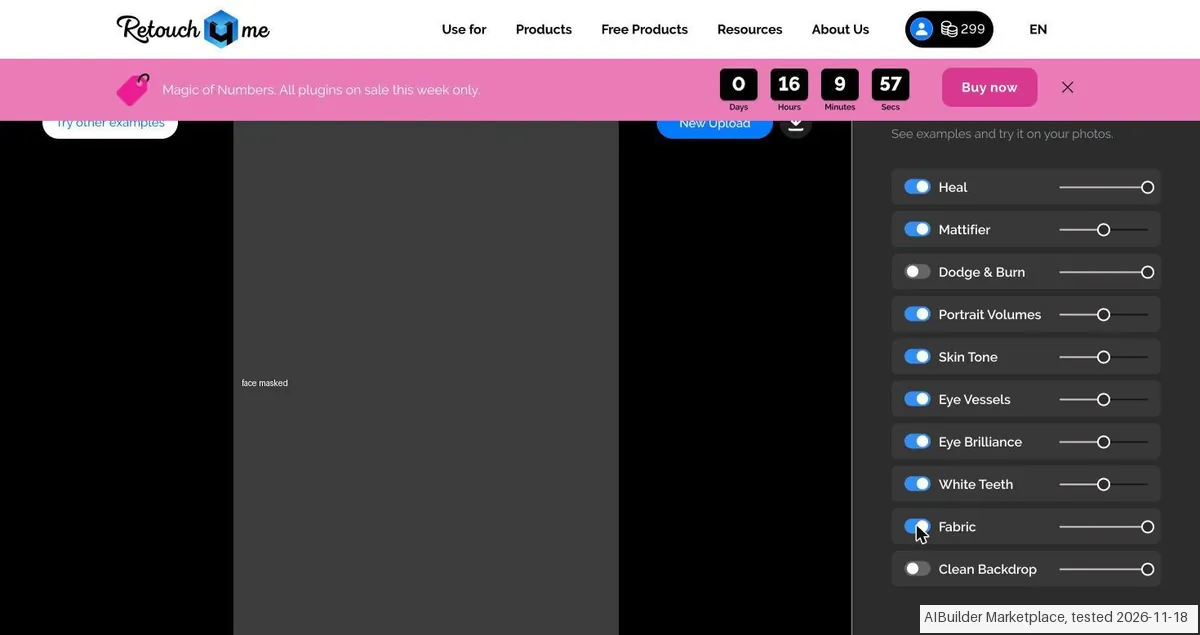 Retouch4me
Use for
Products
Free Products
Resources
About Us
299
EN
Magic of Numbers. All plugins on sale this week only.
0
16
9
57
Days
Hours
Minutes
Secs
Buy now
Try other examples
New Upload
See examples and try it on your photos.
Heal
Mattifier
Dodge & Burn
Portrait Volumes
Skin Tone
Eye Vessels
face masked
Eye Brilliance
White Teeth
Fabric
Clean Backdrop
AIBuilder Marketplace, tested 2026-11-18